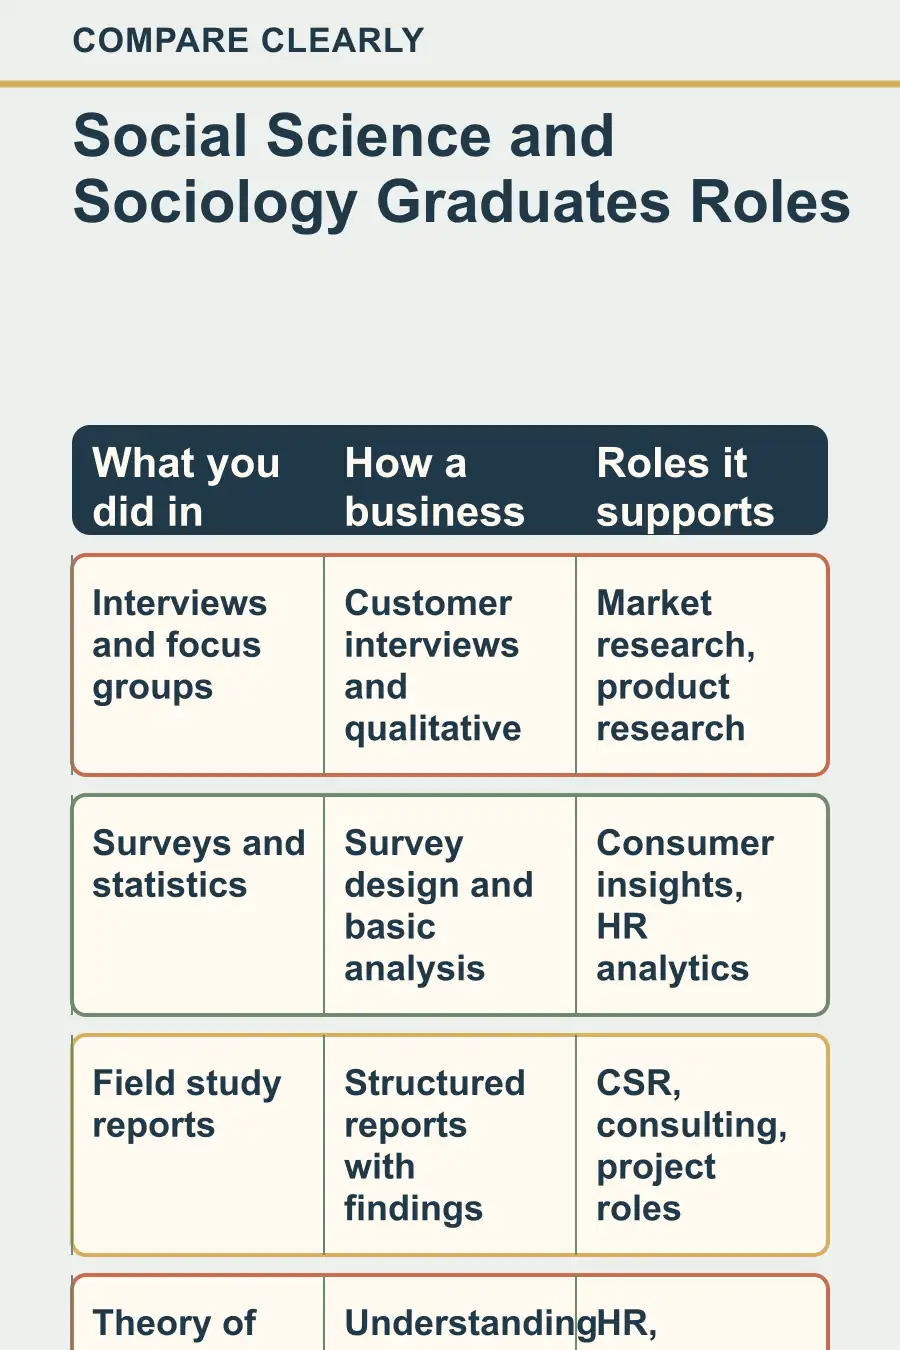 COMPARE CLEARLY
Social Science and
Sociology Graduates Roles
What you
did in
How a
business
Roles it
supports
Interviews
and focus
groups
Customer
interviews
and
qualitative
Market
research,
product
research
Surveys and
statistics
Survey
design and
basic
analysis
Consumer
insights,
HR
analytics
Field study
reports
Structured
reports
with
findings
CSR,
consulting,
project
roles
Theory of
Understanding
HR,